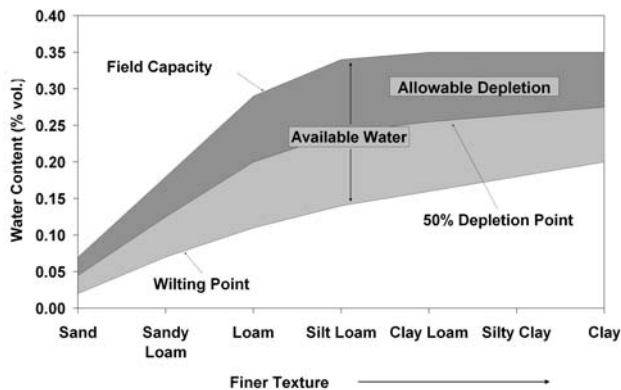 0.40
0.35
0.30
0.25
0.20
0.15
0.10
0.05
0.00
Water Content (% vol.)
Field Capacity
Allowable Depletion
Available Water
50% Depletion Point
Wilting Point
Sand
Sandy
Loam
Loam
Silt Loam
Clay Loam
Silty Clay
Clay
Finer Texture